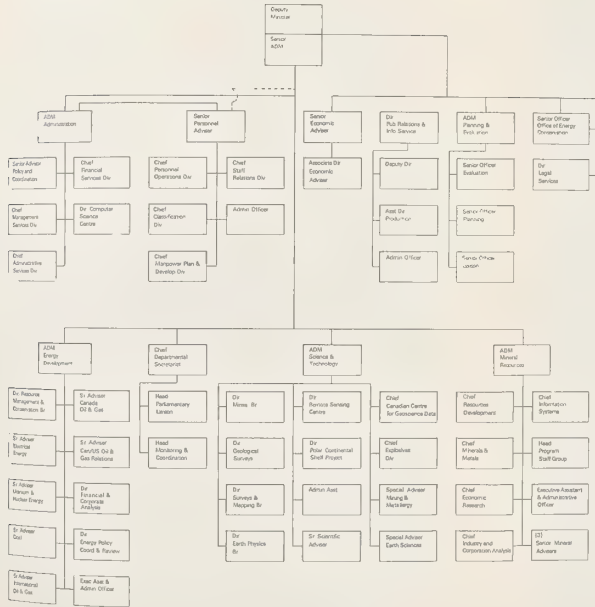 Deputy
Minister
Senior
ADM
ADM
Administration
Senior
Personnel
Adviser
Senior
Economic
Adviser
Dir
Pub Relations &
Info Service
ADM
Planning &
Evaluation
Senior Officer
Office of Energy
Conservation
Senior Advisor
Policy and
Coordination
Chief
Financial
Services Div
Chief
Personnel
Operations Div
Chief
Staff
Relations Div
Associate Dir
Economic
Adviser
Deputy Dir
Senior Officer
Evaluation
Dir
Legal
Services
Chief
Management
Services Div
Dir Computer
Science
Centre
Chief
Classification
Div
Admin Officer
Asst Dir
Production
Senior Officer
Planning
Chief
Administrative
Services Div
Chief
Manpower Plan &
Develop Div
Admin Officer
Senior Officer
Liaison
ADM
Energy
Development
Chief
Departmental
Secretariat
ADM
Science &
Technology
ADM
Mineral
Resources
Dir Resource
Management &
Conservation Br
Sr Adviser
Canada
Oil & Gas
Head
Parliamentary
Liaison
Dir
Mines Br
Dir
Remote Sensing
Centre
Chief
Canadian Centre
for Geoscience Data
Chief
Resources
Development
Chief
Information
Systems
Sr Adviser
Electrical
Energy
Sr Adviser
Can/US Oil &
Gas Relations
Head
Monitoring &
Coordination
Dir
Geological
Surveys
Dir
Polar Continental
Shelf Project
Chief
Explosives
Div
Chief
Minerals &
Metals
Head
Program
Staff Group
Sr Adviser
Uranium &
Nuclear Energy
Dir
Financial &
Corporate
Analysis
Dir
Surveys &
Mapping Br
Admin Asst
Special Adviser
Mining &
Metallergy
Chief
Economic
Research
Executive Assistant
& Administrative
Officer
Sr Adviser
Coal
Dir
Energy Policy
Coord & Review
Dir
Earth Physics
Br
Sr Scientific
Adviser
Special Adviser
Earth Sciences
Chief
Industry and
Corporation Analysis
(2)
Senior Mineral
Advisers
Sr Adviser
International
Oil & Gas
Exec Asst &
Admin Officer